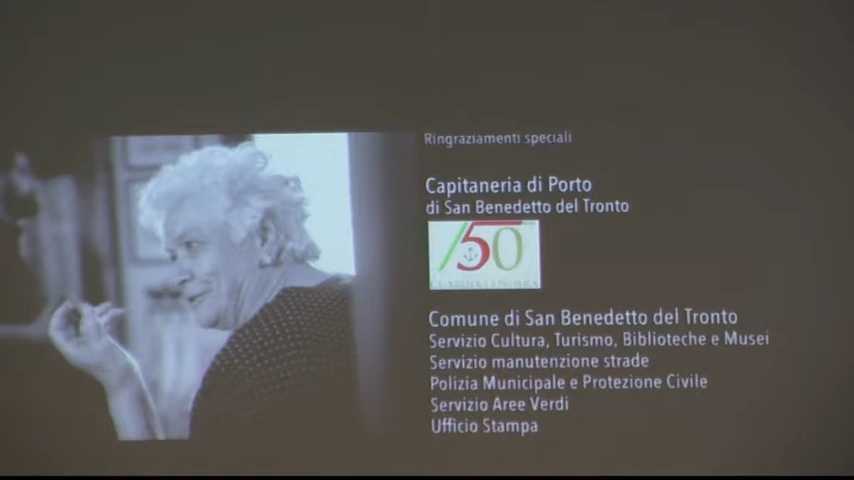 Ringraziamenti speciali
Capitaneria di Porto
di San Benedetto del Tronto
150
Comune di San Benedetto del Tronto
Servizio Cultura, Turismo, Biblioteche e Musei
Servizio manutenzione strade
Polizia Municipale e Protezione Civile
Servizio Aree Verdi
Ufficio Stampa